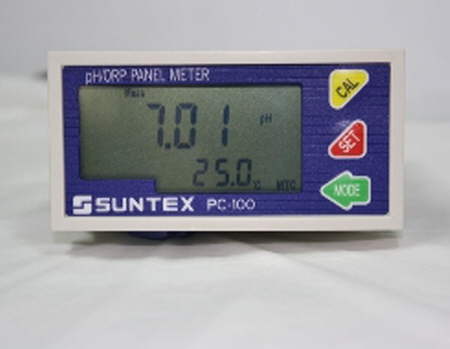 pH/ORP PANEL METER
Meas
7.01 pH
25.0 °C MTC
SUNTEX PC-100
CAL
SET
MODE